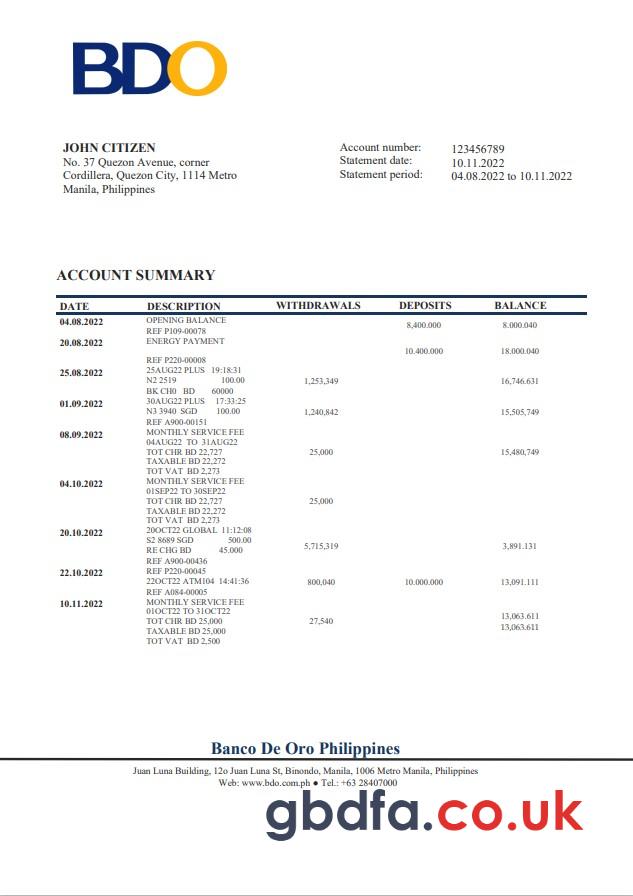 BDO
JOHN CITIZEN
No. 37 Quezon Avenue, corner
Cordillera, Quezon City, 1114 Metro
Manila, Philippines
Account number: 123456789
Statement date: 10.11.2022
Statement period: 04.08.2022 to 10.11.2022
ACCOUNT SUMMARY
DATE DESCRIPTION WITHDRAWALS DEPOSITS BALANCE
04.08.2022 OPENING BALANCE
8,400.000 8.000.040
REF P109-00078
20.08.2022 ENERGY PAYMENT
10.400.000 18.000.040
REF P220-00008
25.08.2022 25AUG22 PLUS 19:18:31
N2 2519 100.00 1,253,349 16,746.631
BK CH0 BD 60000
01.09.2022 30AUG22 PLUS 17:33:25
N3 3940 SGD 100.00 1,240,842 15,505,749
REF A900-00151
08.09.2022 MONTHLY SERVICE FEE
04AUG22 TO 31AUG22
TOT CHR BD 22,727 25,000 15,480,749
TAXABLE BD 22,272
TOT VAT BD 2,273
04.10.2022 MONTHLY SERVICE FEE
01SEP22 TO 30SEP22
TOT CHR BD 22,727 25,000
TAXABLE BD 22,272
TOT VAT BD 2,273
20.10.2022 20OCT22 GLOBAL 11:12:08
S2 8689 SGD 500.00
RE CHG BD 45.000 5,715,319 3,891.131
REF A900-00436
22.10.2022 REF P220-00045
22OCT22 ATM104 14:41:36 800,040 10.000.000 13,091.111
REF A084-00005
10.11.2022 MONTHLY SERVICE FEE
01OCT22 TO 31OCT22 13,063.611
TOT CHR BD 25,000 27,540
TAXABLE BD 25,000 13,063.611
TOT VAT BD 2,500
Banco De Oro Philippines
Juan Luna Building, 12o Juan Luna St, Binondo, Manila, 1006 Metro Manila, Philippines
Web: www.bdo.com.ph ● Tel.: +63 28407000
gbdfa.co.uk